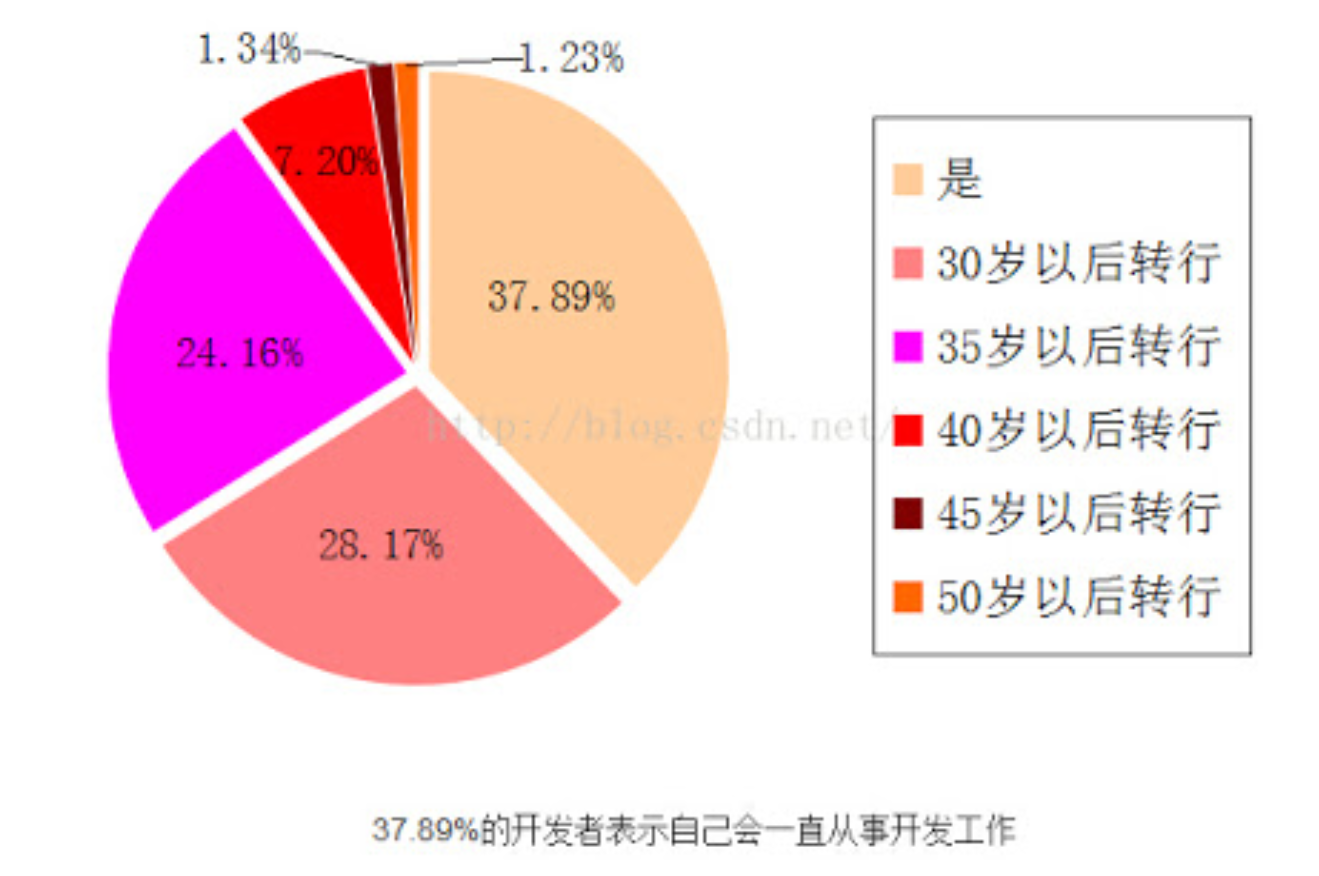 1.34%
1.23%
7.20%
37.89%
24.16%
28.17%
http://blog.csdn.net/
是
30岁以后转行
35岁以后转行
40岁以后转行
45岁以后转行
50岁以后转行
37.89%的开发者表示自己会一直从事开发工作